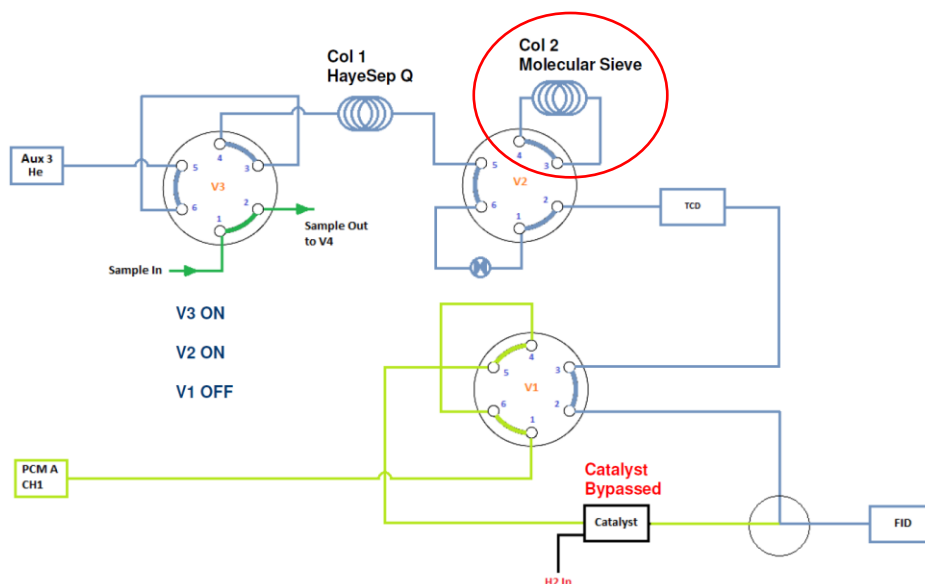 Col 1
HayeSep Q
Col 2
Molecular Sieve
Aux 3
He
4
5
3
V3
6
2
1
Sample Out
to V4
Sample In
4
5
3
V2
6
2
1
TCD
V3 ON
V2 ON
V1 OFF
4
5
3
V1
6
2
1
PCM A
CH1
Catalyst
Bypassed
Catalyst
FID
H2 In